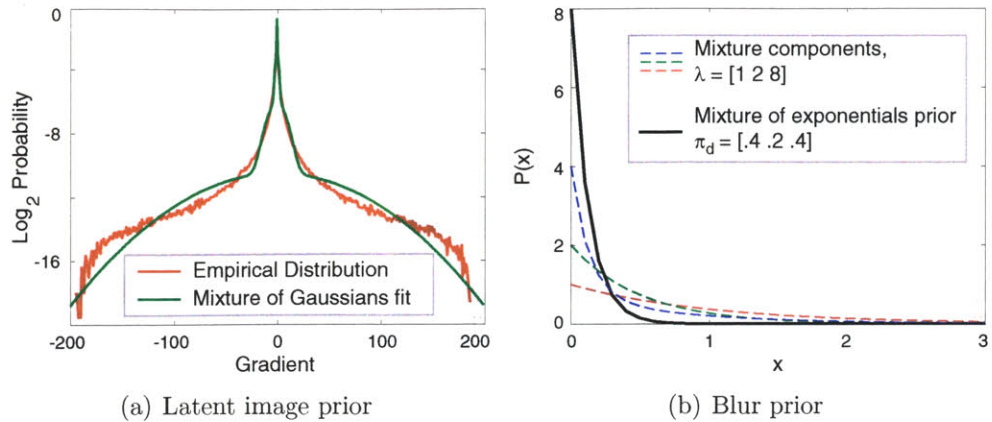 0
-8
-16
Log2 Probability
Empirical Distribution
Mixture of Gaussians fit
-200
-100
0
100
200
Gradient
(a) Latent image prior
8
6
4
2
0
P(x)
Mixture components,
λ = [1 2 8]
Mixture of exponentials prior
πd = [.4 .2 .4]
0
1
2
3
x
(b) Blur prior